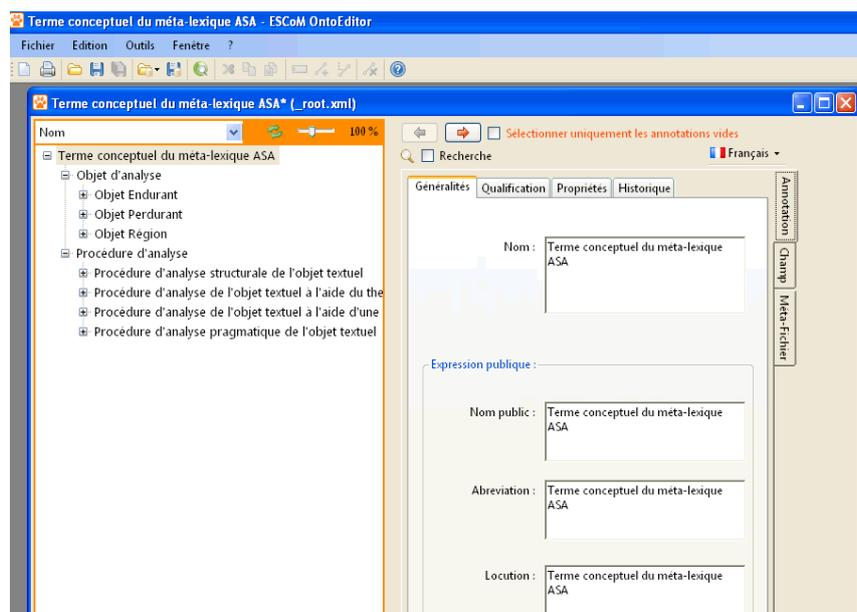 Terme conceptuel du méta-lexique ASA - ESCoM OntoEditor
Fichier Edition Outils Fenêtre ?
Terme conceptuel du méta-lexique ASA* (_root.xml)
Nom
100 %
Terme conceptuel du méta-lexique ASA
Objet d'analyse
Objet Endurant
Objet Perdurant
Objet Région
Procédure d'analyse
Procédure d'analyse structurale de l'objet textuel
Procédure d'analyse de l'objet textuel à l'aide du the
Procédure d'analyse de l'objet textuel à l'aide d'une
Procédure d'analyse pragmatique de l'objet textuel
Sélectionner uniquement les annotations vides
Recherche
Français
Généralités Qualification Propriétés Historique
Nom : Terme conceptuel du méta-lexique
ASA
Expression publique :
Nom public : Terme conceptuel du méta-lexique
ASA
Abreviation : Terme conceptuel du méta-lexique
ASA
Locution : Terme conceptuel du méta-lexique
ASA
Annotation
Champ
Méta-Fichier